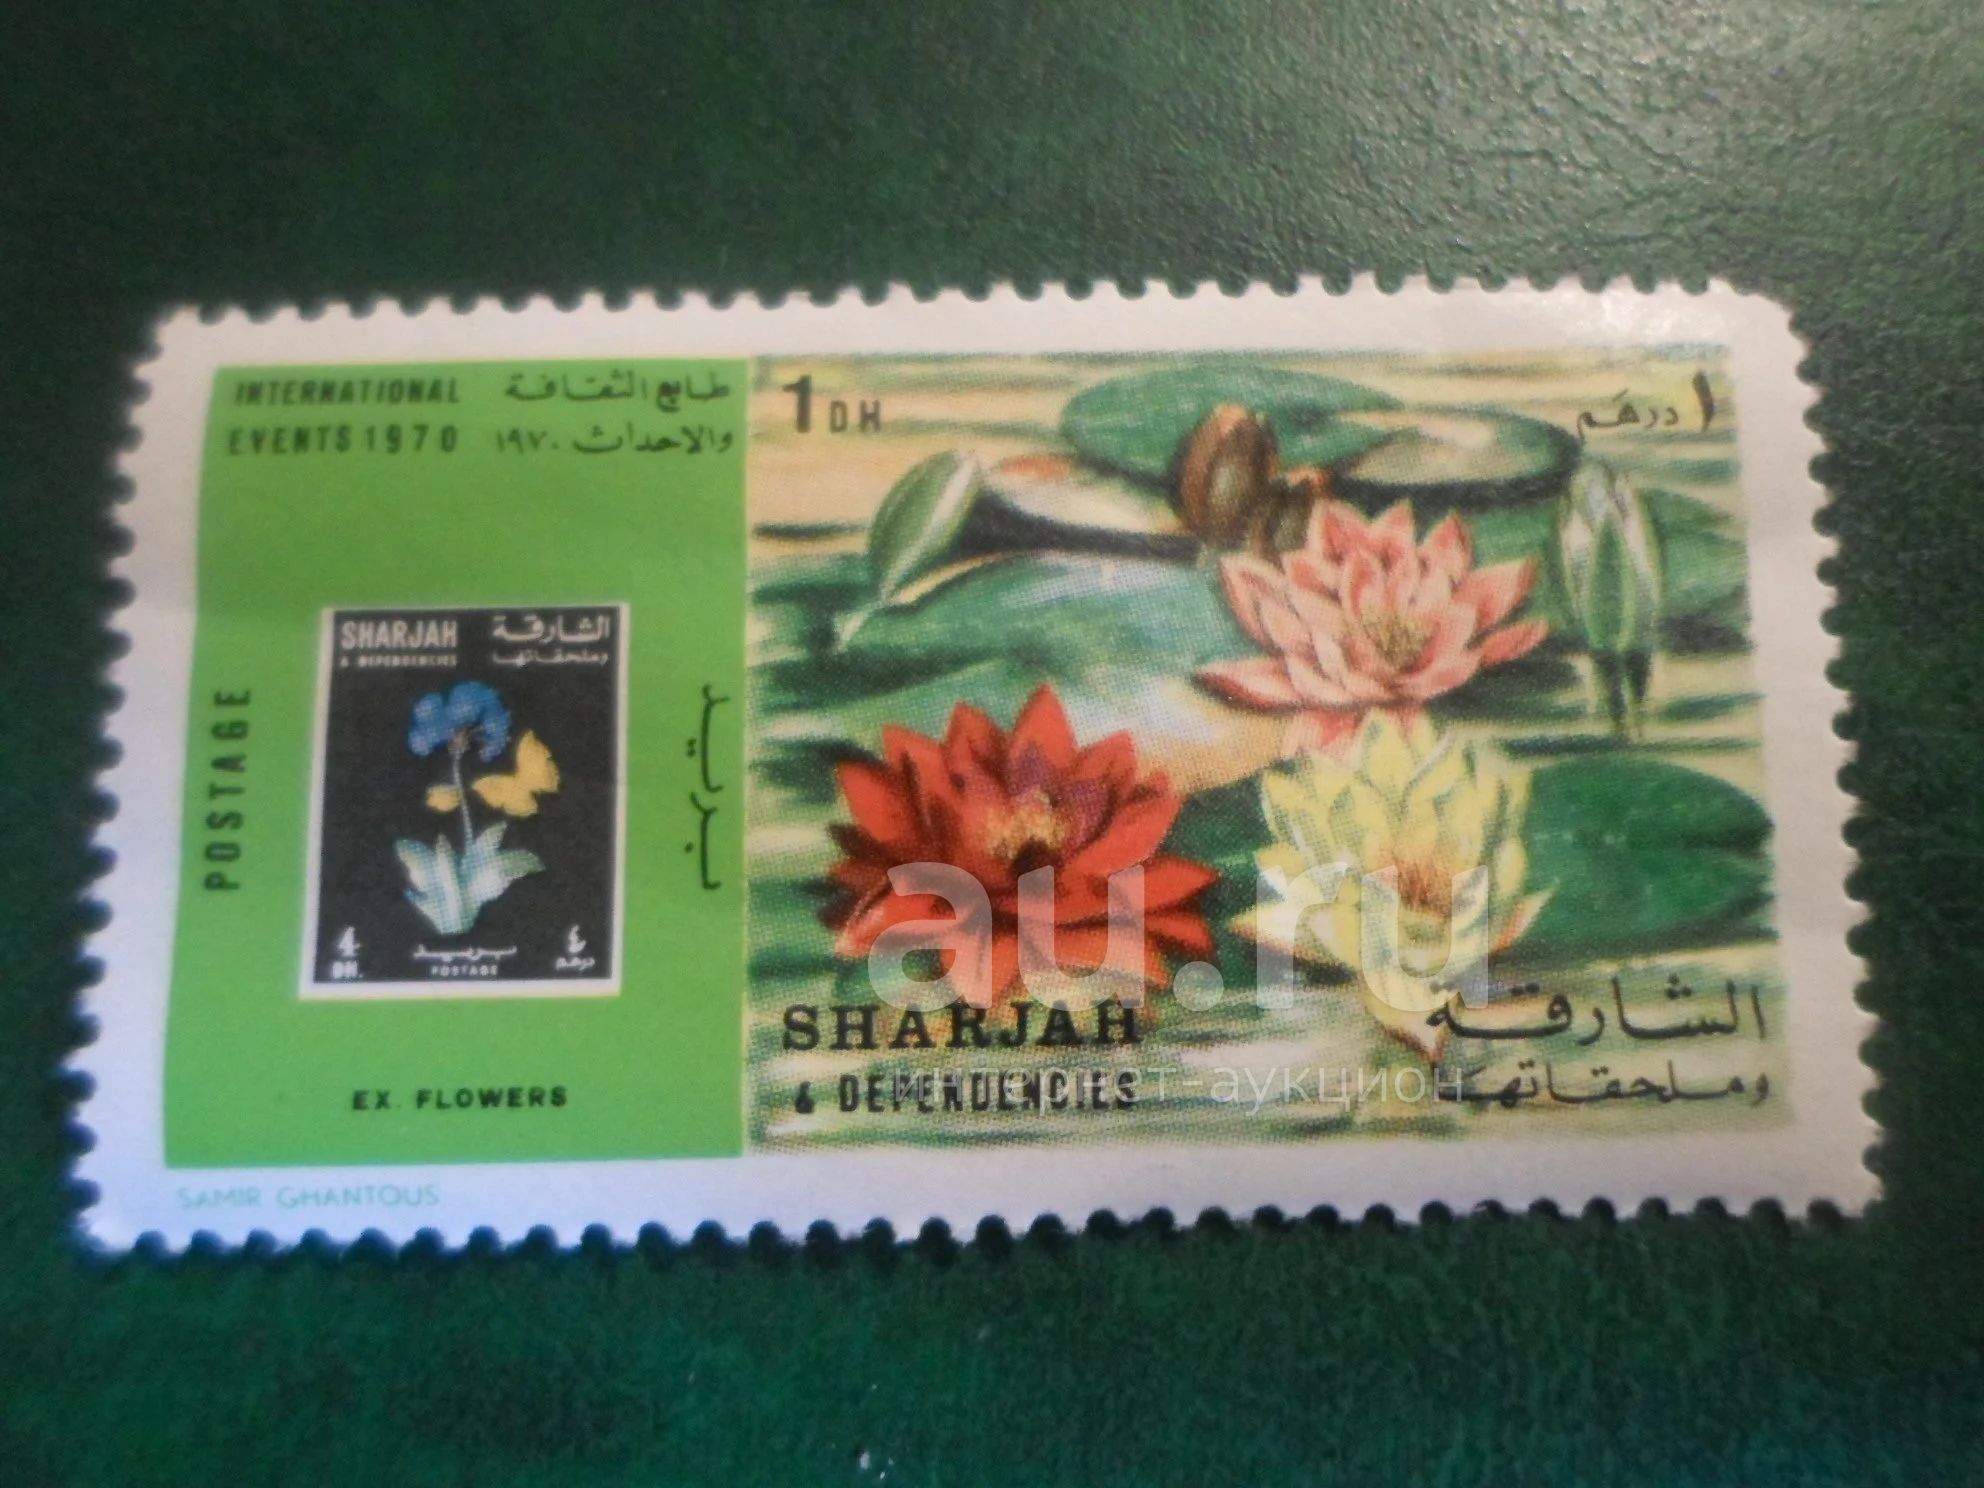 INTERNATIONAL
EVENTS 1970
طابع الثقافة
والاحداث ١٩٧٠
POSTAGE
بريد
SHARJAH
& DEPENDENCIES
الشارقة
وملحقاتها
4
DH.
بريد
POSTAGE
٤
درهم
EX. FLOWERS
SAMIR GHANTOUS
1 DH
١ درهم
SHARJAH
& DEPENDENCIES
الشارقة
وملحقاتها
au.ru
интернет-аукцион